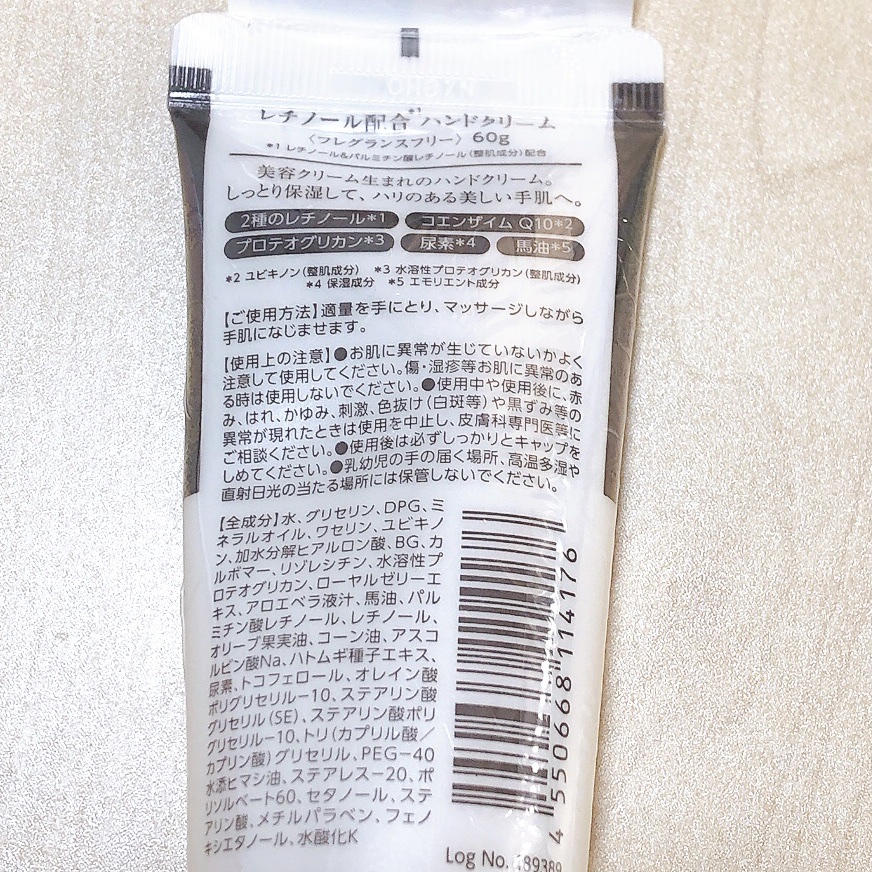 レチノール配合*1ハンドクリーム
〈フレグランスフリー〉60g
*1 レチノール&パルミチン酸レチノール(整肌成分)配合
美容クリーム生まれのハンドクリーム。
しっとり保湿して、ハリのある美しい手肌へ。
2種のレチノール*1 コエンザイム Q10*2
プロテオグリカン*3 尿素*4 馬油*5
*2 ユビキノン(整肌成分) *3 水溶性プロテオグリカン(整肌成分)
*4 保湿成分 *5 エモリエント成分
【ご使用方法】適量を手にとり、マッサージしながら
手肌になじませます。
【使用上の注意】●お肌に異常が生じていないかよく
注意して使用してください。傷・湿疹等お肌に異常のあ
る時は使用しないでください。●使用中や使用後に、赤
み、はれ、かゆみ、刺激、色抜け(白斑等)や黒ずみ等の
異常が現れたときは使用を中止し、皮膚科専門医等に
ご相談ください。●使用後は必ずしっかりとキャップを
しめてください。●乳幼児の手の届く場所、高温多湿や
直射日光の当たる場所には保管しないでください。
【全成分】水、グリセリン、DPG、ミ
ネラルオイル、ワセリン、ユビキノ
ン、加水分解ヒアルロン酸、BG、カ
ルボマー、リゾレシチン、水溶性プ
ロテオグリカン、ローヤルゼリーエ
キス、アロエベラ液汁、馬油、パル
ミチン酸レチノール、レチノール、
オリーブ果実油、コーン油、アスコ
ルビン酸Na、ハトムギ種子エキス、
尿素、トコフェロール、オレイン酸
ポリグリセリル-10、ステアリン酸
グリセリル(SE)、ステアリン酸ポリ
グリセリル-10、トリ(カプリル酸/
カプリン酸)グリセリル、PEG-40
水添ヒマシ油、ステアレス-20、ポ
リソルベート60、セタノール、ステ
アリン酸、メチルパラベン、フェノ
キシエタノール、水酸化K
4 550668 114176
Log No. 489389